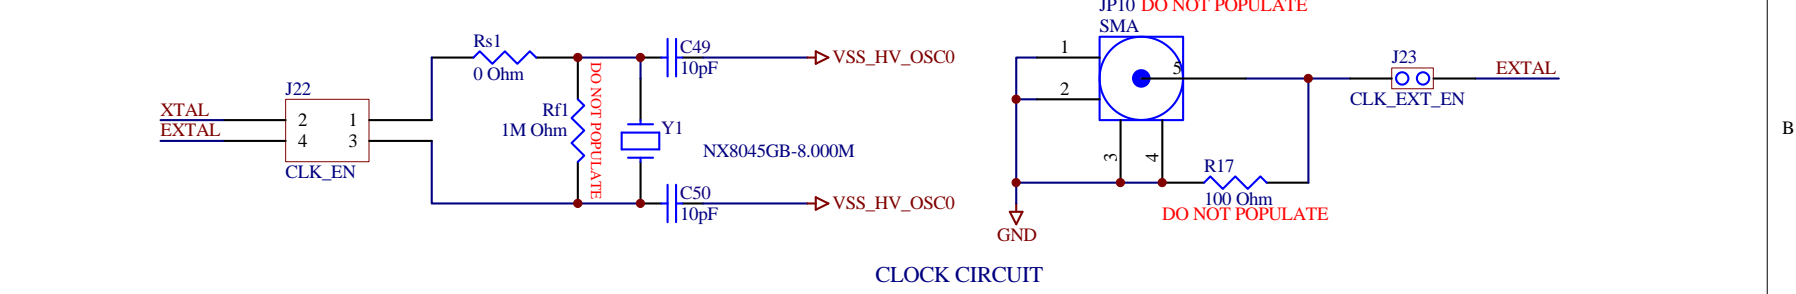 JP10 DO NOT POPULATE
SMA
Rs1
0 Ohm
C49
10pF
VSS_HV_OSC0
1
2
3
4
5
J23
CLK_EXT_EN
EXTAL
J22
XTAL
EXTAL
2 1
4 3
CLK_EN
Rf1
1M Ohm
DO NOT POPULATE
Y1
NX8045GB-8.000M
B
C50
10pF
VSS_HV_OSC0
R17
100 Ohm
DO NOT POPULATE
GND
CLOCK CIRCUIT